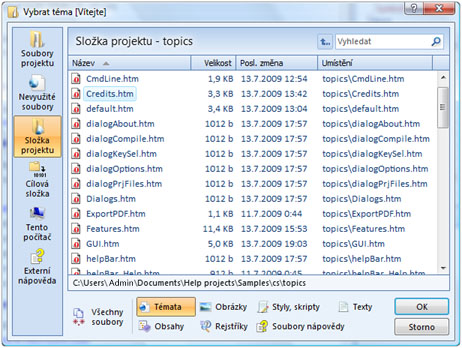 Vybrat téma [Vítejte]
Soubory projektu
Nevyužité soubory
Složka projektu
Cílová složka
Tento počítač
Externí nápověda
Složka projektu - topics
Vyhledat
Název Velikost Posl. změna Umístění
CmdLine.htm 1,9 KB 13.7.2009 12:54 topics\CmdLine.htm
Credits.htm 3,3 KB 13.7.2009 13:42 topics\Credits.htm
default.htm 3,4 KB 13.7.2009 13:04 topics\default.htm
dialogAbout.htm 1012 b 13.7.2009 17:57 topics\dialogAbout.htm
dialogCompile.htm 1012 b 13.7.2009 17:57 topics\dialogCompile.htm
dialogKeySel.htm 1012 b 13.7.2009 17:57 topics\dialogKeySel.htm
dialogOptions.htm 1012 b 13.7.2009 17:57 topics\dialogOptions.htm
dialogPrjFiles.htm 1012 b 13.7.2009 17:57 topics\dialogPrjFiles.htm
Dialogs.htm 1012 b 13.7.2009 17:57 topics\Dialogs.htm
ExportPDF.htm 1,1 KB 11.7.2009 0:44 topics\ExportPDF.htm
Features.htm 11,4 KB 13.7.2009 15:53 topics\Features.htm
GUI.htm 5,0 KB 13.7.2009 19:03 topics\GUI.htm
helpBar.htm 1012 b 13.7.2009 17:57 topics\helpBar.htm
helpBar_Help.htm 912 b 11.7.2009 0:45 topics\helpBar_Help.htm
C:\Users\Admin\Documents\Help projects\Samples\cs\topics
Všechny soubory
Témata Obrázky Styly, skripty Texty
Obsahy Rejstříky Soubory nápovědy
OK
Storno